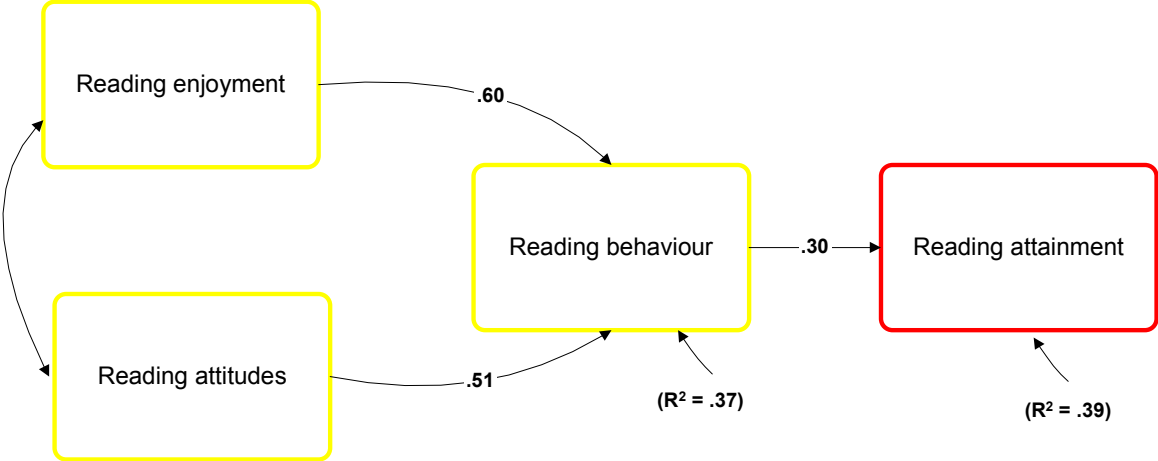 Reading enjoyment
.60
Reading behaviour
.30
Reading attainment
Reading attitudes
.51
(R² = .37)
(R² = .39)